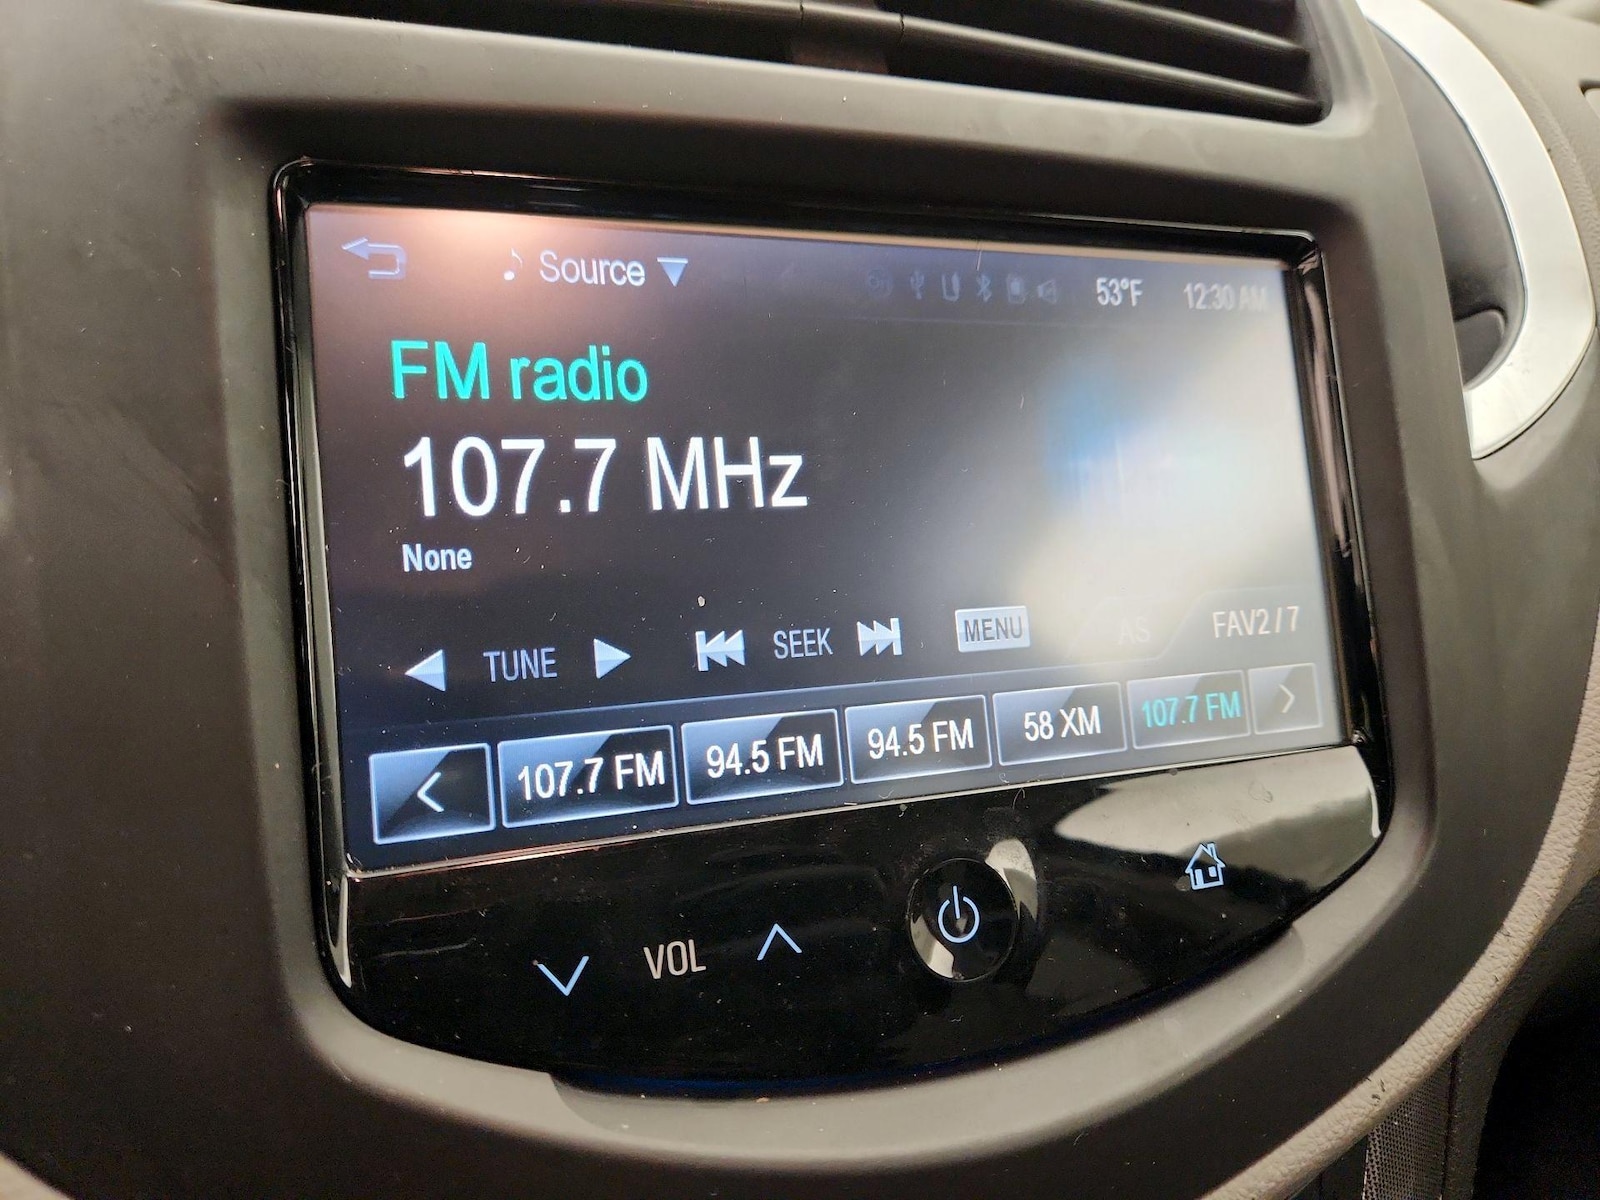 Source 53°F 12:30 AM
FM radio
107.7 MHz
None
TUNE SEEK MENU AS FAV2 / 7
107.7 FM 94.5 FM 94.5 FM 58 XM 107.7 FM
VOL